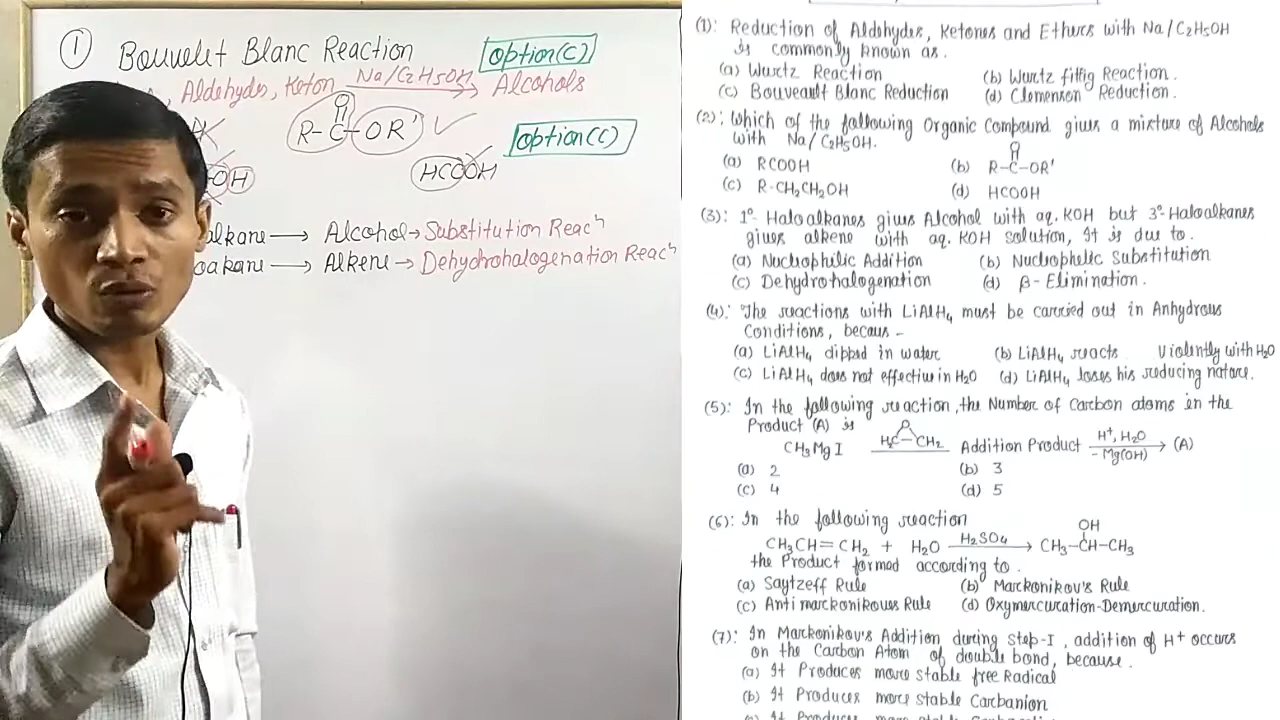 ① Bouvelt Blanc Reaction Option(C)
Aldehydes, Keton Na/C2H5OH Alcohols
O
R-C-OR'
Option(C)
OH HCOOH
alkane → Alcohol → Substitution Reacⁿ
oakane → Alkene → Dehydrohalogenation Reacⁿ
(1): Reduction of Aldehydes, Ketones and Ethers with Na/C2H5OH
is commonly known as.
(a) Wurtz Reaction (b) Wurtz fittig Reaction.
(c) Bouveault Blanc Reduction (d) Clemenson Reduction.
(2): Which of the following Organic Compound gives a mixture of Alcohols
with Na/C2H5OH.
(a) RCOOH (b) R-C-OR'
O
(c) R-CH2CH2OH (d) HCOOH
(3): 1°- Haloalkanes gives Alcohol with aq. KOH but 3°-Haloalkanes
gives alkene with aq. KOH solution, It is due to.
(a) Nucleophilic Addition (b) Nucleophelic Substitution
(c) Dehydrohalogenation (d) β- Elimination.
(4): The reactions with LiAlH4 must be carried out in Anhydrous
Conditions, becaus -
(a) LiAlH4 dipped in water (b) LiAlH4 reacts Violently with H2O
(c) LiAlH4 does not effective in H2O (d) LiAlH4 loses his reducing nature.
(5): In the following reaction, the Number of Carbon atoms in the
Product (A) is
O
CH3MgI H2C-CH2 Addition Product H+, H2O → (A)
- Mg(OH)
(a) 2 (b) 3
(c) 4 (d) 5
(6): In the following reaction
OH
CH3CH=CH2 + H2O H2SO4 → CH3-CH-CH3
the Product formed according to.
(a) Saytzeff Rule (b) Marckonikov's Rule
(c) Anti marckonikoves Rule (d) Oxymercuration-Demercuration.
(7): In Marckonikov's Addition during Step-I, addition of H+ occurs
on the Carbon Atom of double bond, because.
(a) It Produces more stable free Radical
(b) It Produces more stable Carbanion